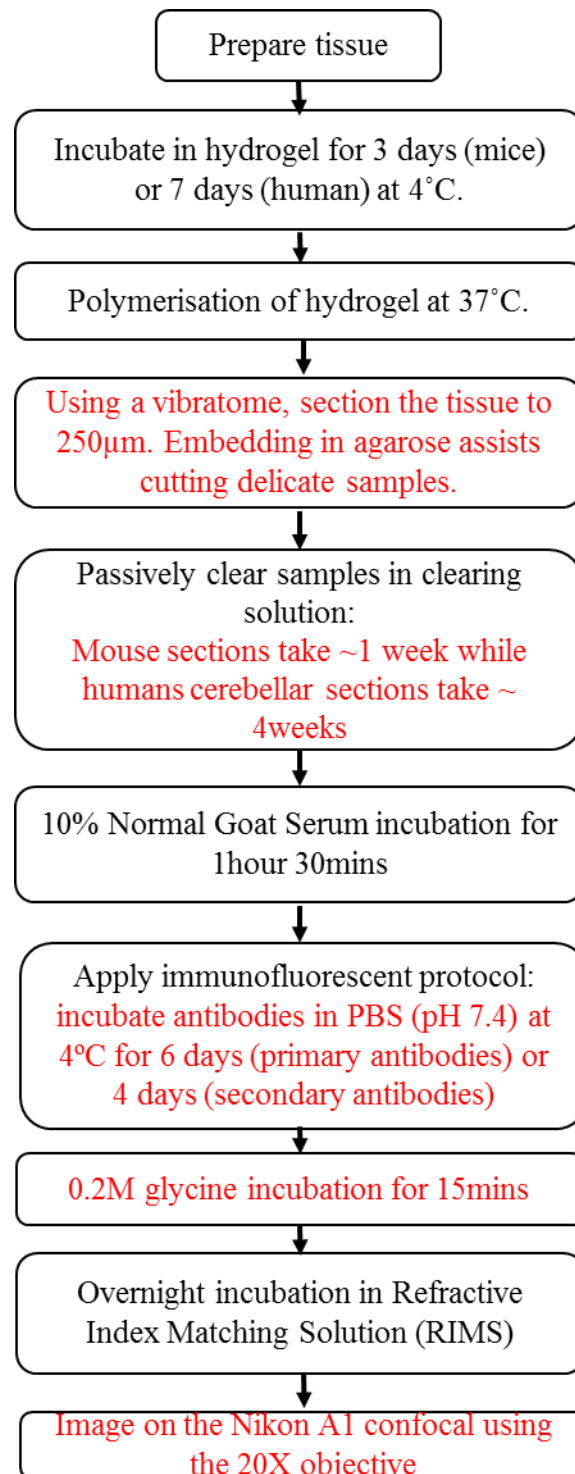 Prepare tissue
Incubate in hydrogel for 3 days (mice)
or 7 days (human) at 4˚C.
Polymerisation of hydrogel at 37˚C.
Using a vibratome, section the tissue to
250µm. Embedding in agarose assists
cutting delicate samples.
Passively clear samples in clearing
solution:
Mouse sections take ~1 week while
humans cerebellar sections take ~
4weeks
10% Normal Goat Serum incubation for
1hour 30mins
Apply immunofluorescent protocol:
incubate antibodies in PBS (pH 7.4) at
4ºC for 6 days (primary antibodies) or
4 days (secondary antibodies)
0.2M glycine incubation for 15mins
Overnight incubation in Refractive
Index Matching Solution (RIMS)
Image on the Nikon A1 confocal using
the 20X objective